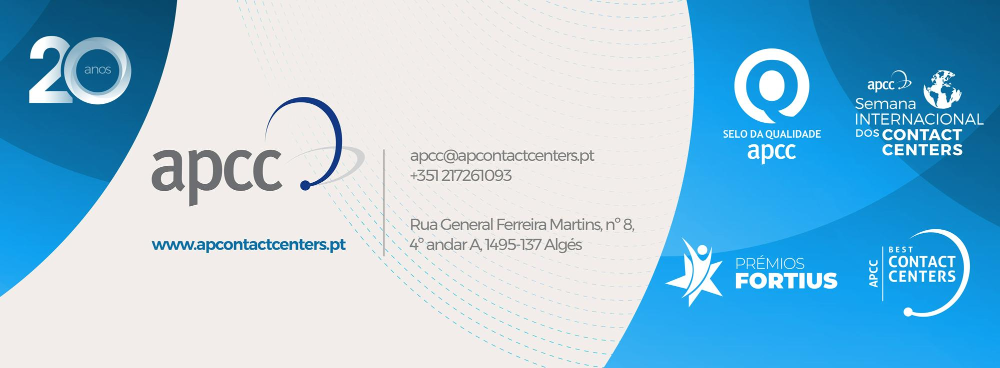 20
anos
apcc
www.apcontactcenters.pt
apcc@apcontactcenters.pt
+351 217261093
Rua General Ferreira Martins, nº 8,
4º andar A, 1495-137 Algés
SELO DA QUALIDADE
apcc
apcc
Semana
INTERNACIONAL
DOS CONTACT
CENTERS
PRÉMIOS
FORTIUS
APCC
BEST
CONTACT
CENTERS